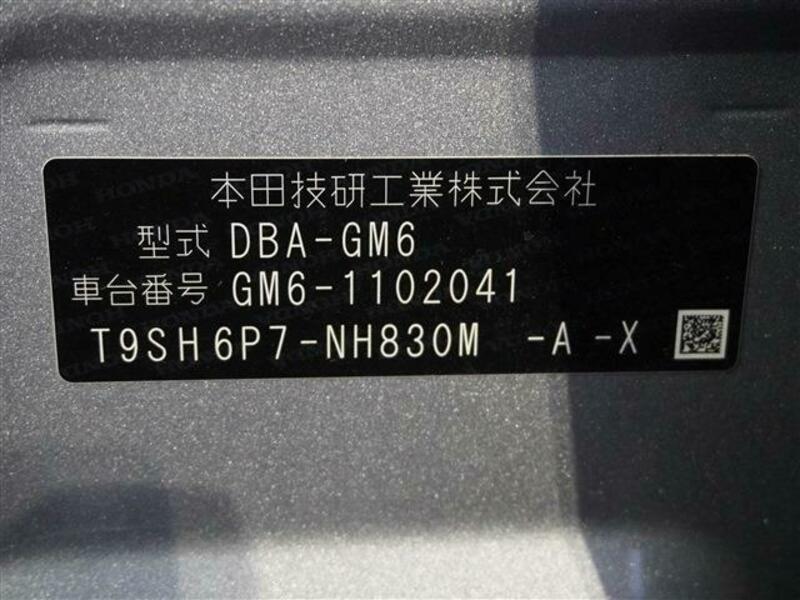 本田技研工業株式会社
型式 DBA-GM6
車台番号 GM6-1102041
T9SH6P7-NH830M -A -X